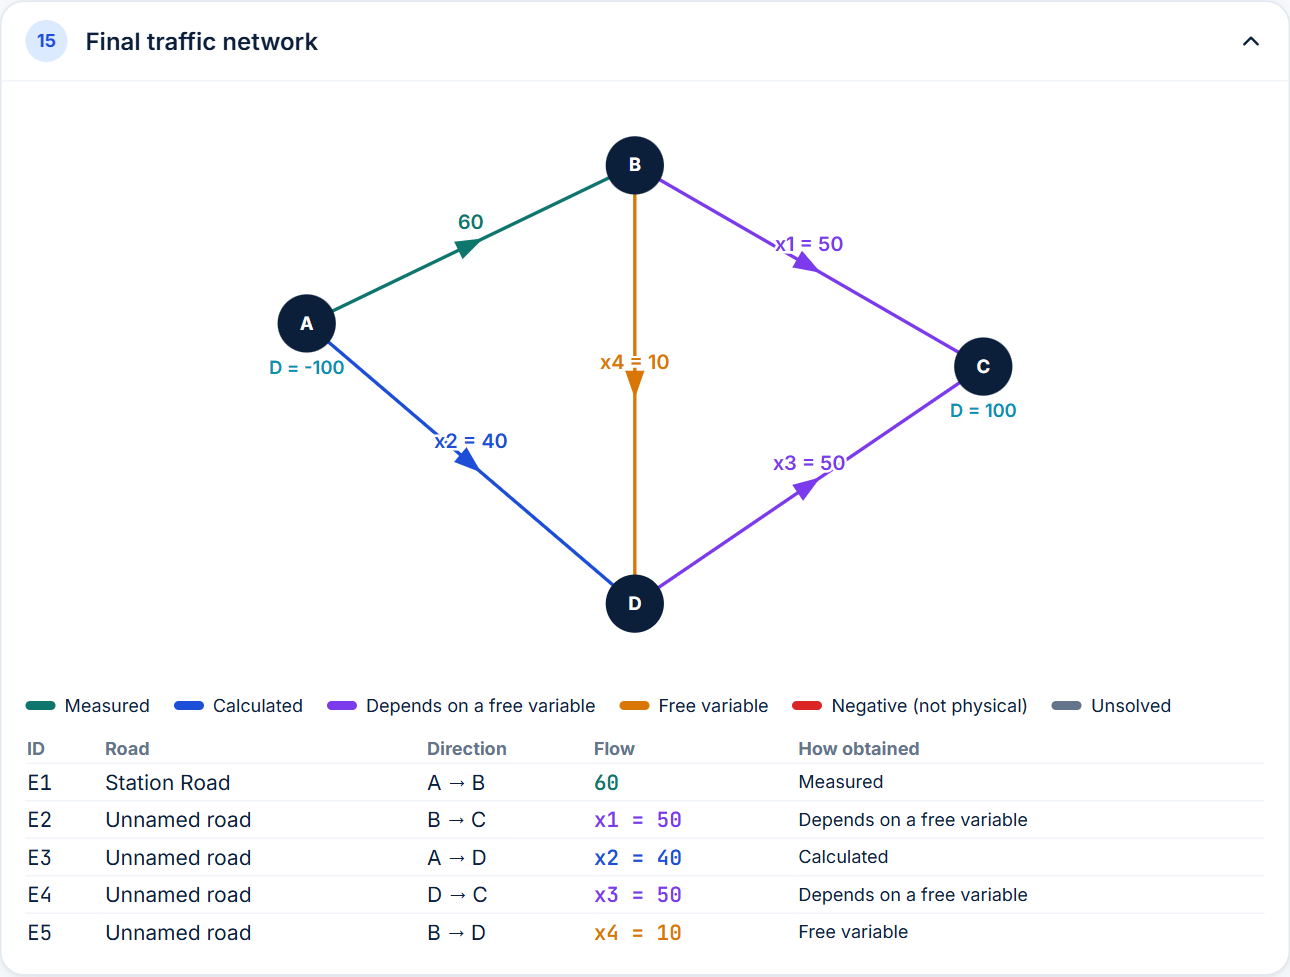 15 Final traffic network
B
60
x1 = 50
A
D = -100
x4 = 10
C
D = 100
x2 = 40
x3 = 50
D
Measured Calculated Depends on a free variable Free variable Negative (not physical) Unsolved
ID Road Direction Flow How obtained
E1 Station Road A → B 60 Measured
E2 Unnamed road B → C x1 = 50 Depends on a free variable
E3 Unnamed road A → D x2 = 40 Calculated
E4 Unnamed road D → C x3 = 50 Depends on a free variable
E5 Unnamed road B → D x4 = 10 Free variable